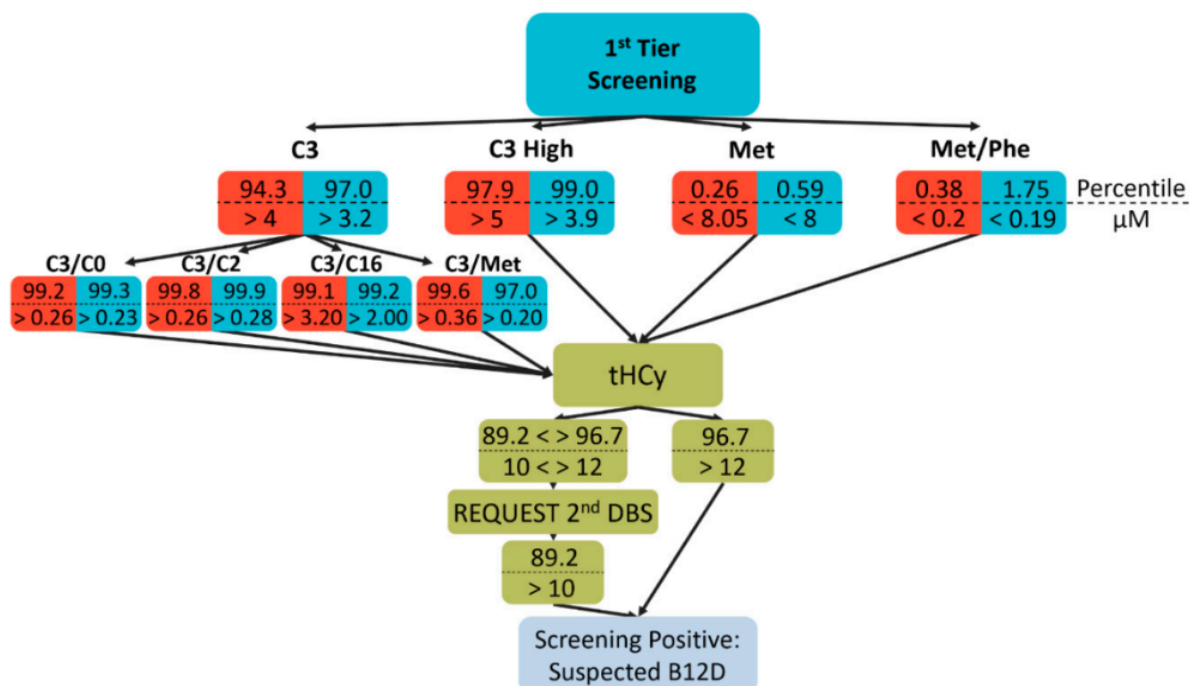 1st Tier
Screening
C3
C3 High
Met
Met/Phe
94.3 97.0
> 4 > 3.2
97.9 99.0
> 5 > 3.9
0.26 0.59
< 8.05 < 8
0.38 1.75
< 0.2 < 0.19
Percentile
µM
C3/C0
C3/C2
C3/C16
C3/Met
99.2 99.3
> 0.26 > 0.23
99.8 99.9
> 0.26 > 0.28
99.1 99.2
> 3.20 > 2.00
99.6 97.0
> 0.36 > 0.20
tHCy
89.2 < > 96.7
10 < > 12
96.7
> 12
REQUEST 2nd DBS
89.2
> 10
Screening Positive:
Suspected B12D